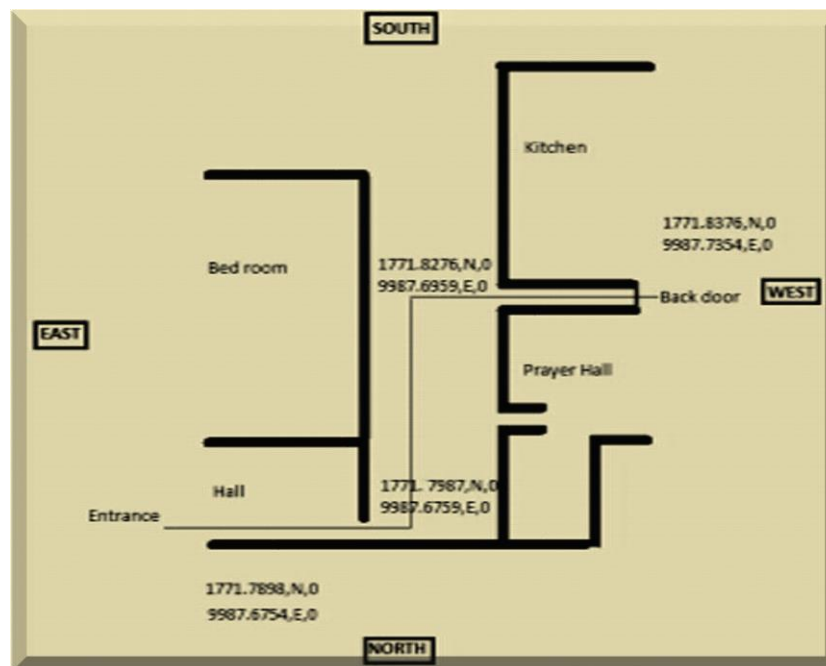 SOUTH
Kitchen
1771.8376,N,0
9987.7354,E,0
Bed room
1771.8276,N,0
9987.6959,E,0
Back door
WEST
EAST
Prayer Hall
Hall
1771. 7987,N,0
9987.6759,E,0
Entrance
1771.7898,N,0
9987.6754,E,0
NORTH